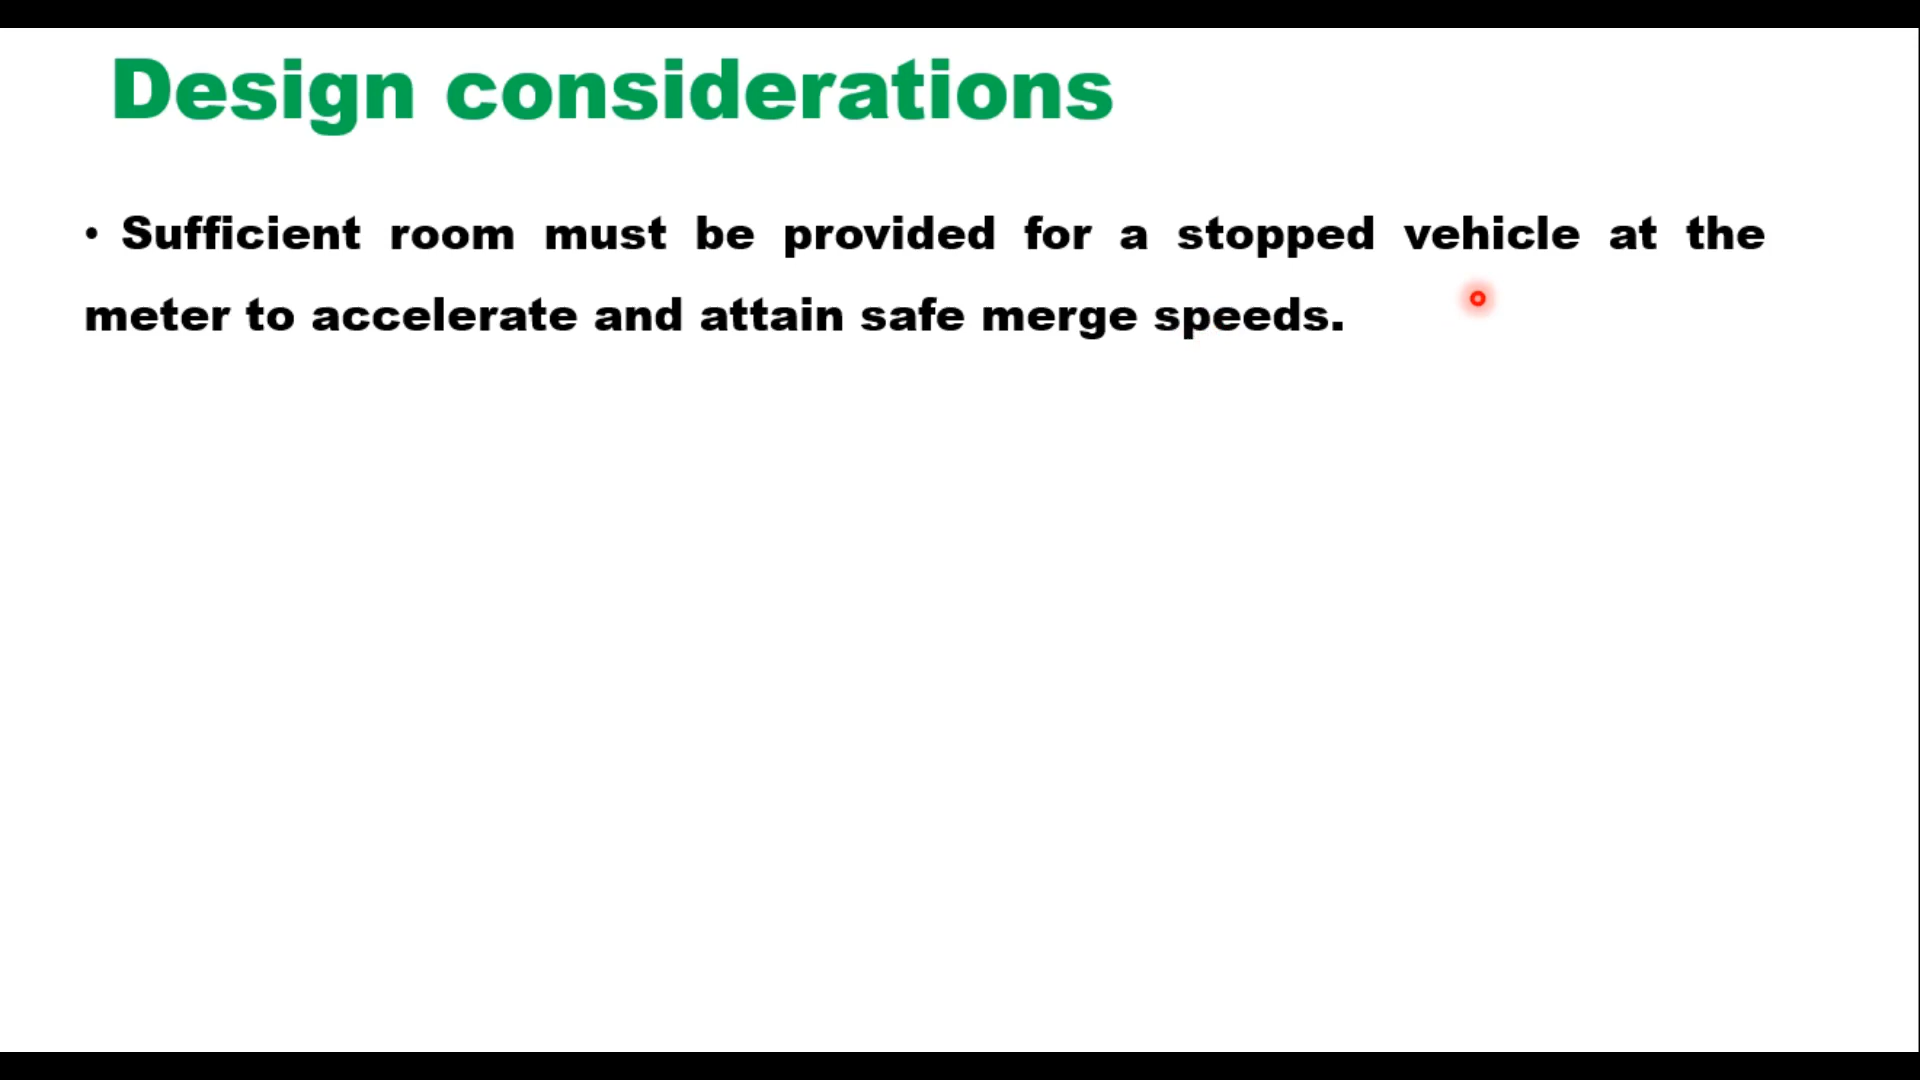 Design considerations
• Sufficient room must be provided for a stopped vehicle at the
meter to accelerate and attain safe merge speeds.